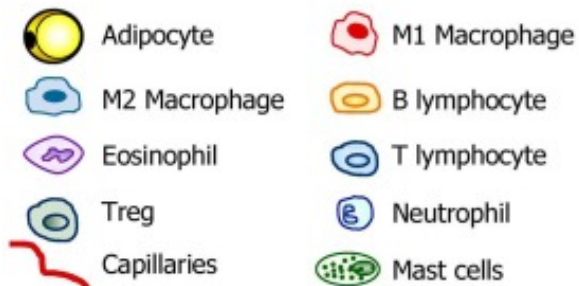 Adipocyte
M1 Macrophage
M2 Macrophage
B lymphocyte
Eosinophil
T lymphocyte
Treg
Neutrophil
Capillaries
Mast cells